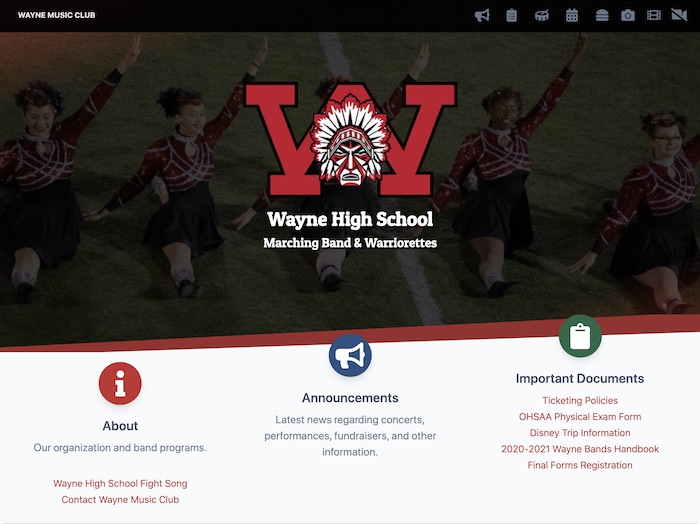 WAYNE MUSIC CLUB
W
Wayne High School
Marching Band & Warriorettes
About
Our organization and band programs.
Wayne High School Fight Song
Contact Wayne Music Club
Announcements
Latest news regarding concerts,
performances, fundraisers, and other
information.
Important Documents
Ticketing Policies
OHSAA Physical Exam Form
Disney Trip Information
2020-2021 Wayne Bands Handbook
Final Forms Registration